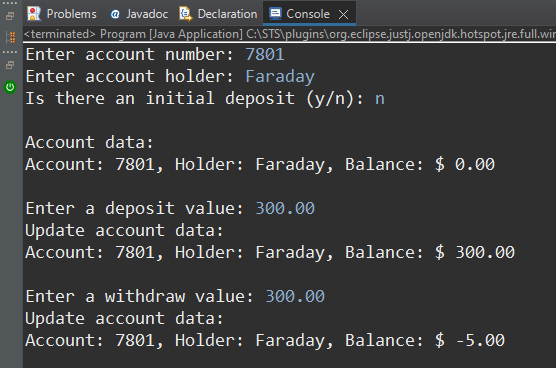 Problems @ Javadoc Declaration Console
<terminated> Program [Java Application] C:\STS\plugins\org.eclipse.justj.openjdk.hotspot.jre.full.win
Enter account number: 7801
Enter account holder: Faraday
Is there an initial deposit (y/n): n
Account data:
Account: 7801, Holder: Faraday, Balance: $ 0.00
Enter a deposit value: 300.00
Update account data:
Account: 7801, Holder: Faraday, Balance: $ 300.00
Enter a withdraw value: 300.00
Update account data:
Account: 7801, Holder: Faraday, Balance: $ -5.00